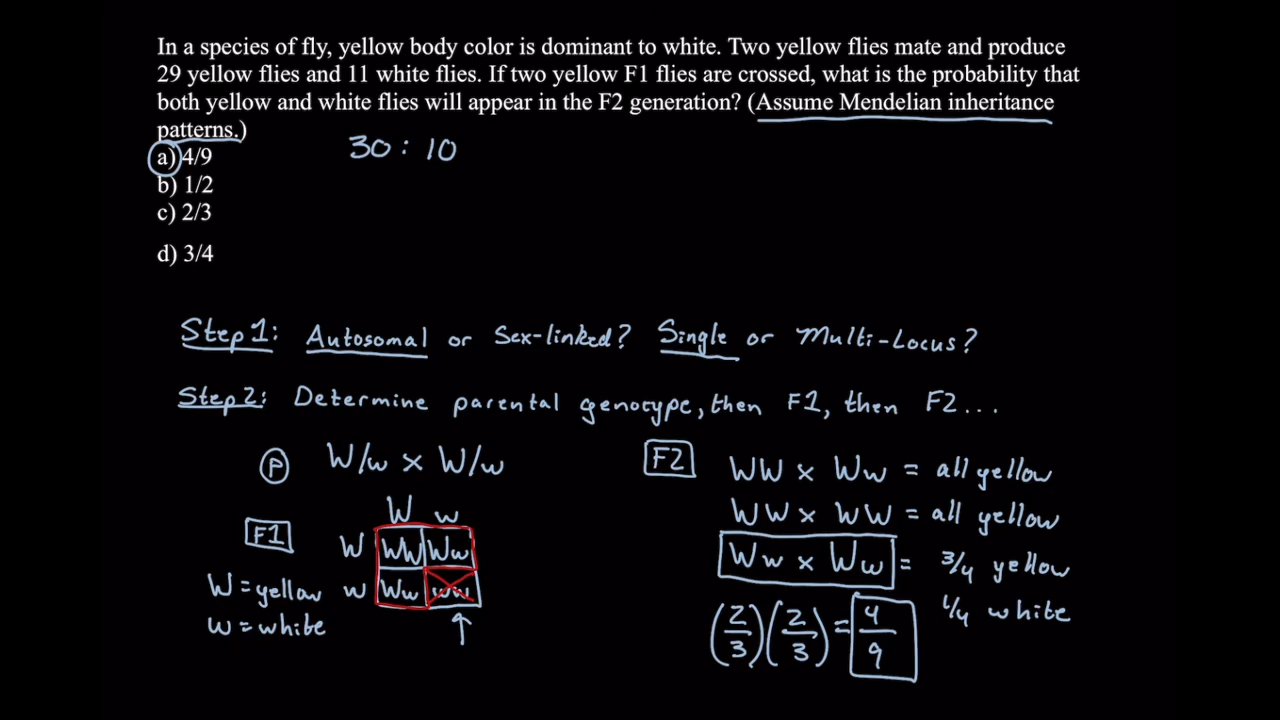 In a species of fly, yellow body color is dominant to white. Two yellow flies mate and produce
29 yellow flies and 11 white flies. If two yellow F1 flies are crossed, what is the probability that
both yellow and white flies will appear in the F2 generation? (Assume Mendelian inheritance
patterns.)
30 : 10
a) 4/9
b) 1/2
c) 2/3
d) 3/4
Step 1: Autosomal or Sex-linked? Single or Multi-Locus?
Step 2: Determine parental genotype, then F1, then F2...
P W/w x W/w
W w
F1
W WW Ww
w Ww ww
W = yellow
w = white
F2
WW x Ww = all yellow
WW x WW = all yellow
Ww x Ww = 3/4 yellow
1/4 white
(2/3)(2/3) = 4/9